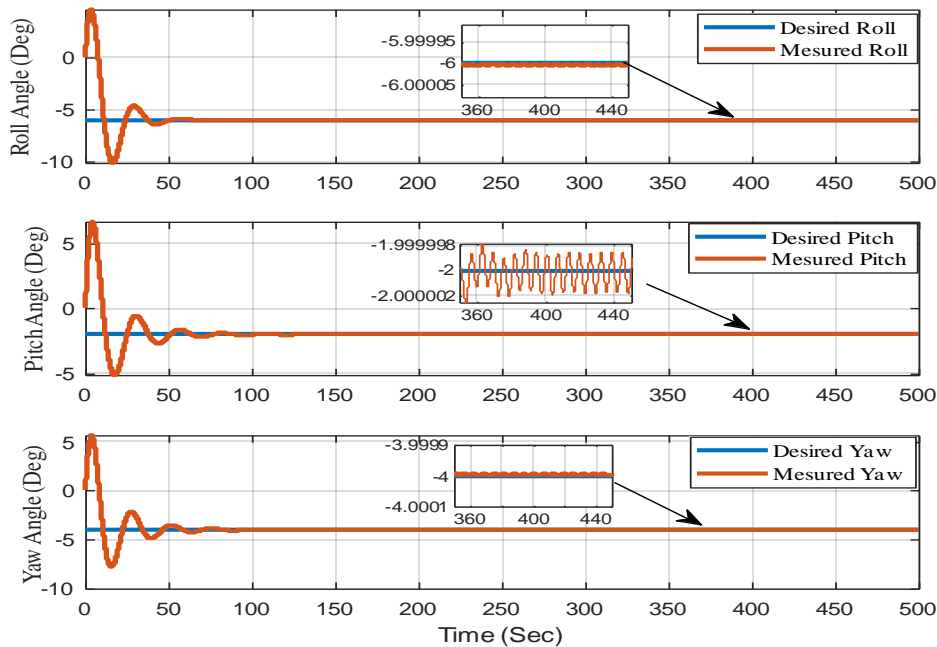 Roll Angle (Deg
0
-5
-10
-5.99995
-6
-6.00005
360 400 440
Desired Roll
Mesured Roll
0 50 100 150 200 250 300 350 400 450 500
Pitch Angle (Deg)
5
0
-5
-1.999998
-2
-2.000002
360 400 440
Desired Pitch
Mesured Pitch
0 50 100 150 200 250 300 350 400 450 500
Yaw Angle (Deg)
5
0
-5
-10
-3.9999
-4
-4.0001
360 400 440
Desired Yaw
Mesured Yaw
0 50 100 150 200 250 300 350 400 450 500
Time (Sec)